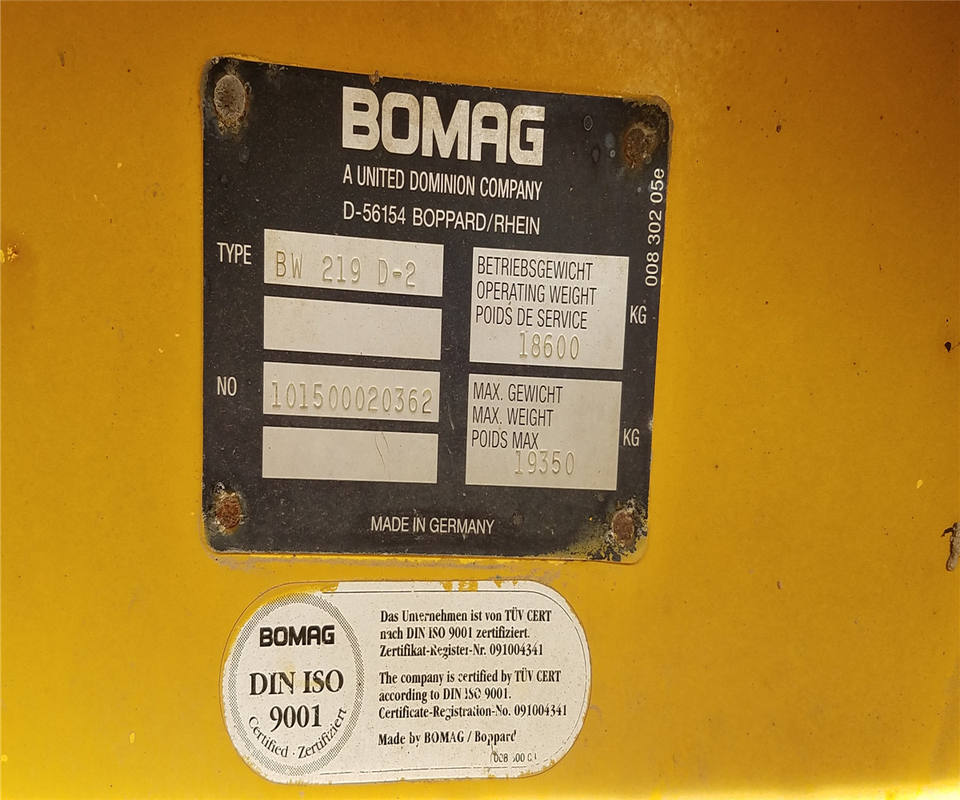 BOMAG
A UNITED DOMINION COMPANY
D-56154 BOPPARD/RHEIN
008 302 05e
TYPE BW 219 D-2
BETRIEBSGEWICHT
OPERATING WEIGHT
POIDS DE SERVICE
18600
KG
NO 101500020362
MAX. GEWICHT
MAX. WEIGHT
POIDS MAX
19350
KG
MADE IN GERMANY
BOMAG
DIN ISO
9001
Certified · Zertifiziert
Das Unternehmen ist von TÜV CERT
nach DIN ISO 9001 zertifiziert.
Zertifikat-Register-Nr. 091004341
The company is certified by TÜV CERT
according to DIN ISO 9001.
Certificate-Registration-No. 091004341
Made by BOMAG / Boppard